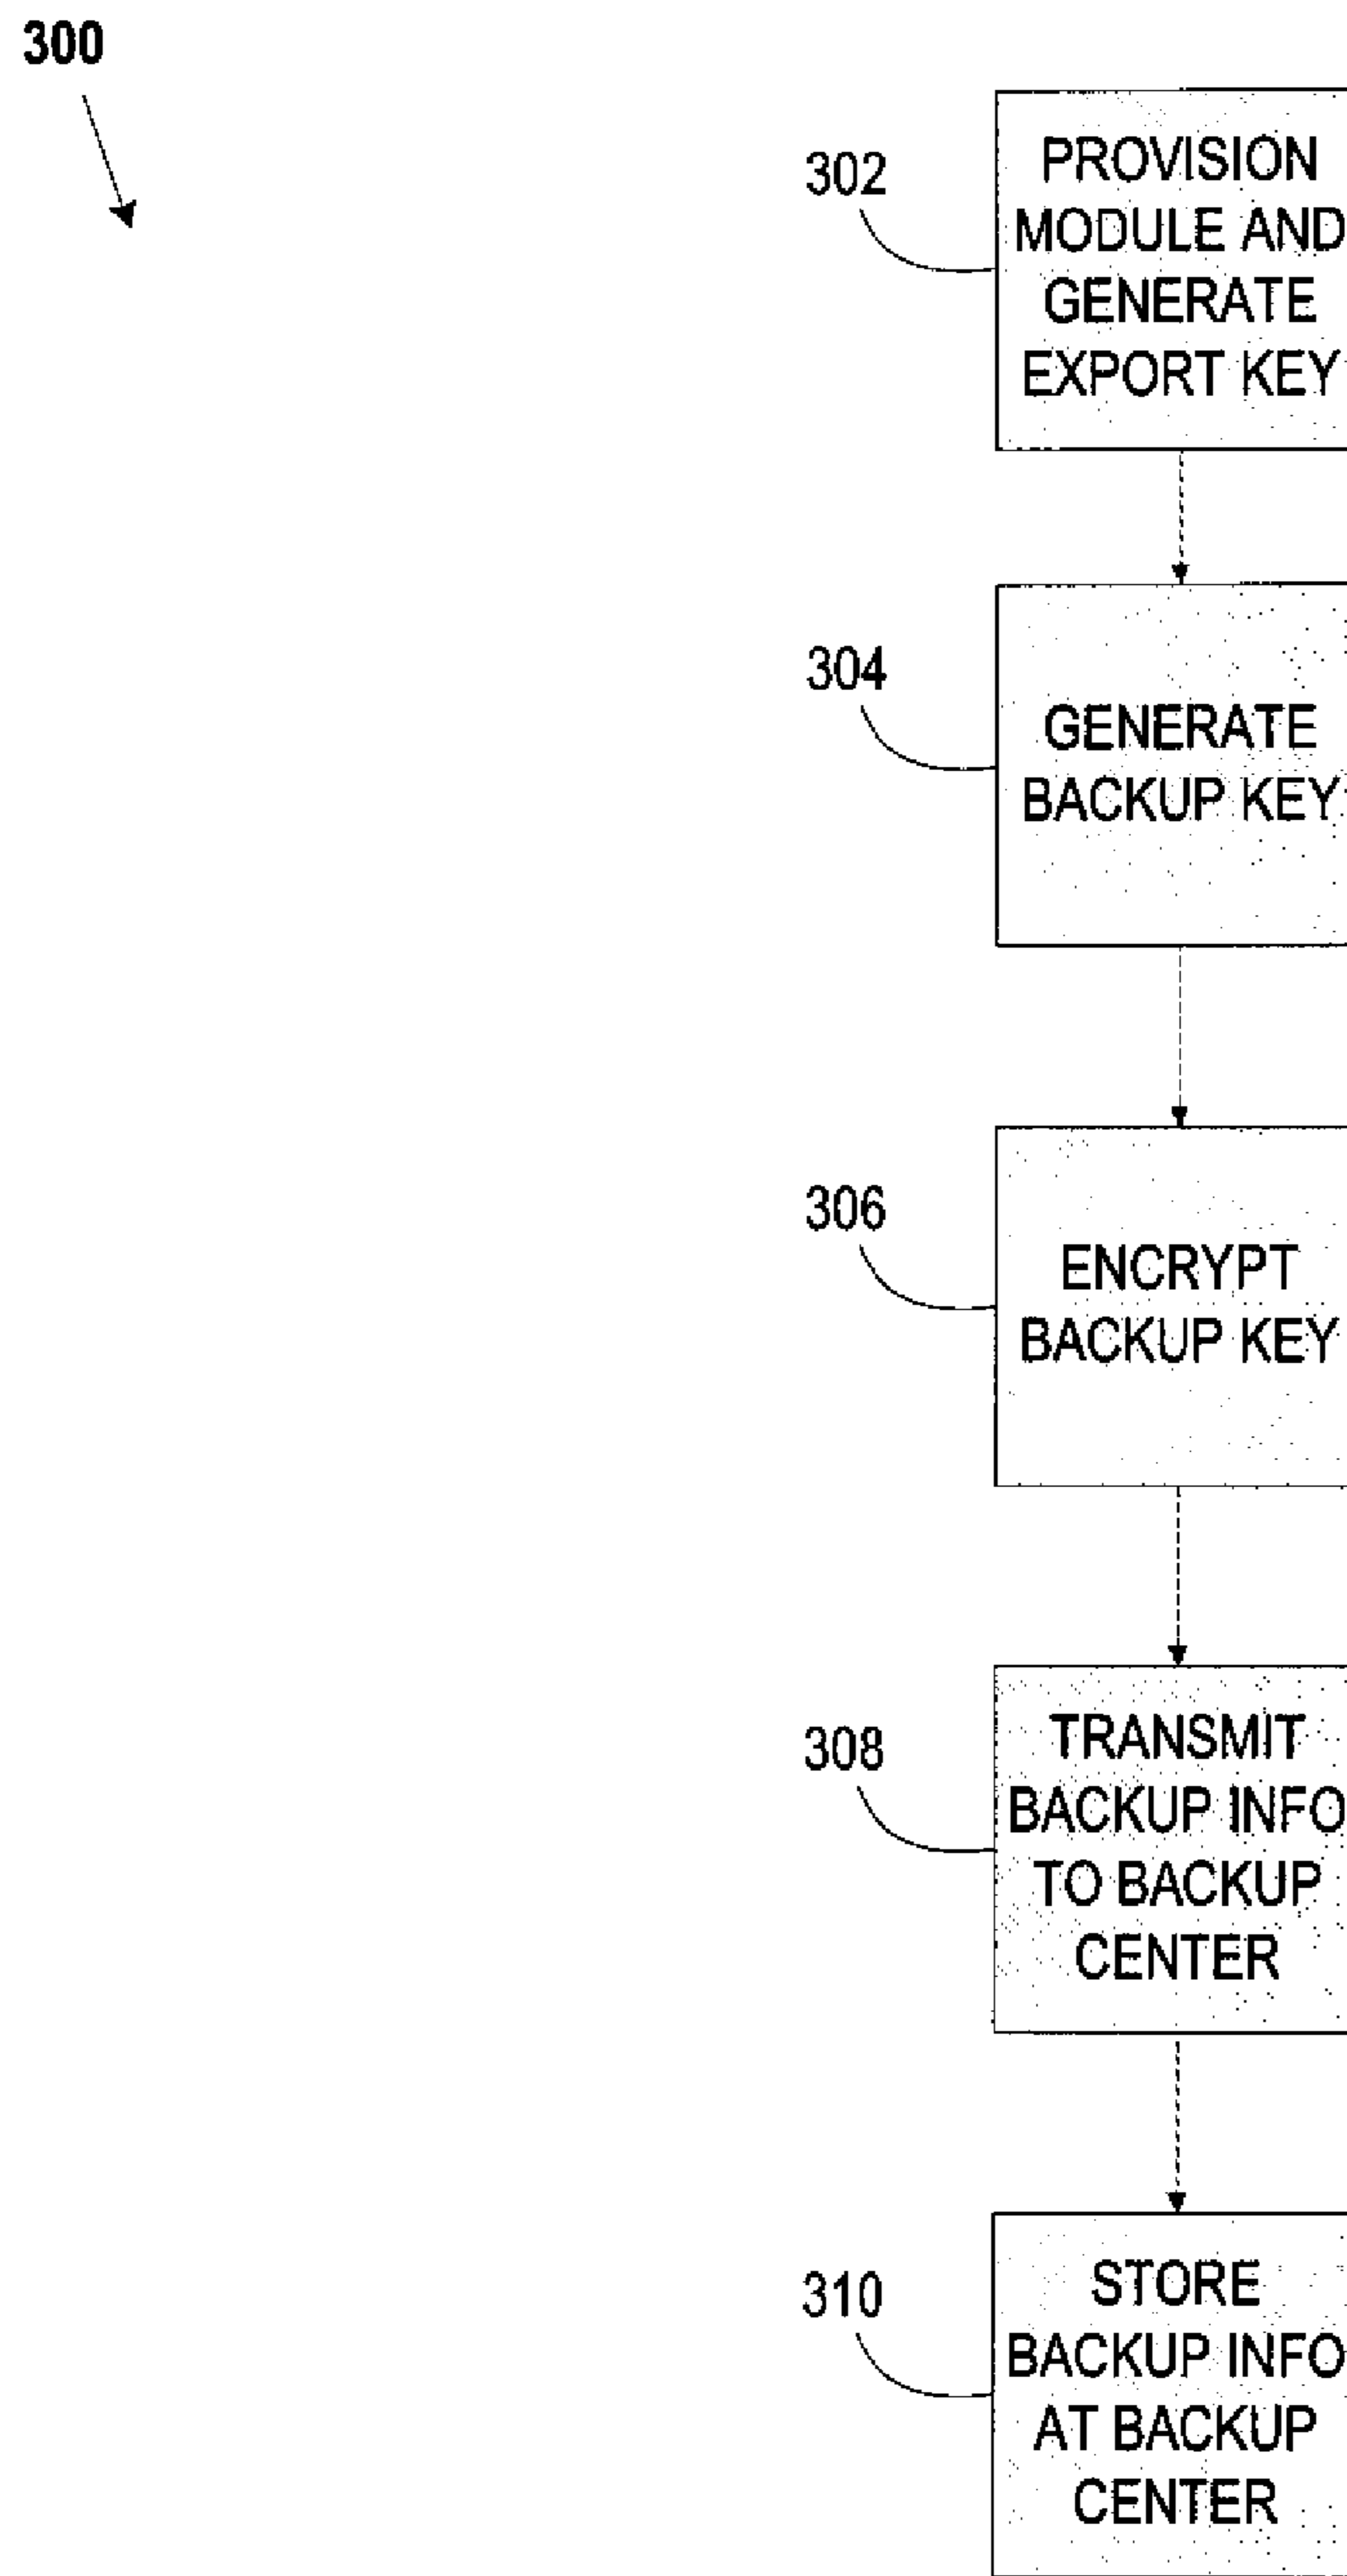 300
302
PROVISION
MODULE AND
GENERATE
EXPORT KEY
304
GENERATE
BACKUP KEY
306
ENCRYPT
BACKUP KEY
308
TRANSMIT
BACKUP INFO
TO BACKUP
CENTER
310
STORE
BACKUP INFO
AT BACKUP
CENTER